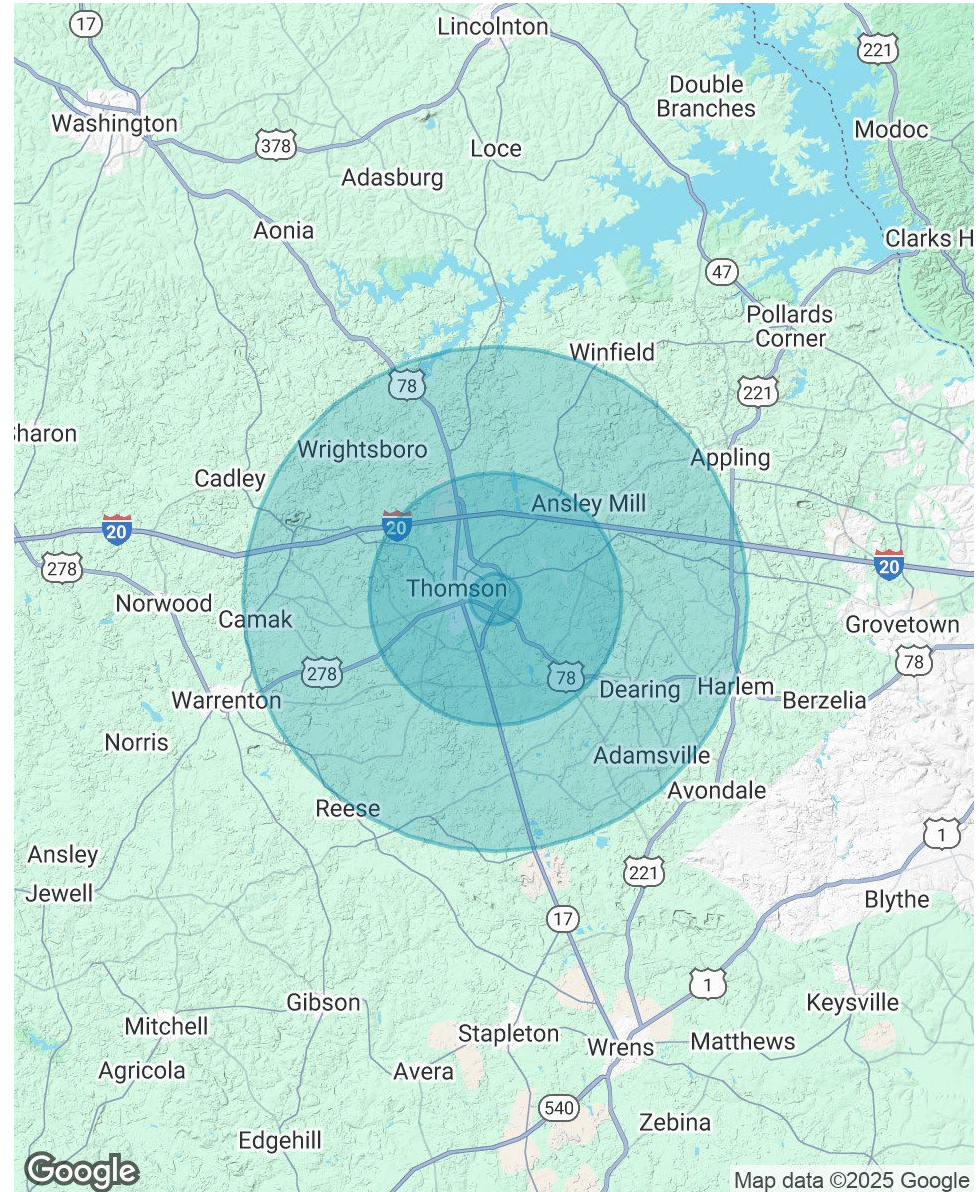 17
Lincolnton
221
Double
Branches
Washington
Modoc
378
Loce
Adasburg
Aonia
Clarks H
47
Pollards
Corner
Winfield
78
221
Sharon
Wrightsboro
Appling
Cadley
Ansley Mill
20
20
20
278
Thomson
Norwood
Camak
Grovetown
78
278
78
Dearing
Harlem
Warrenton
Berzelia
Norris
Adamsville
Avondale
Reese
1
Ansley
221
Jewell
Blythe
17
1
Gibson
Keysville
Mitchell
Stapleton
Wrens
Matthews
Agricola
Avera
540
Zebina
Edgehill
Google
Map data ©2025 Google